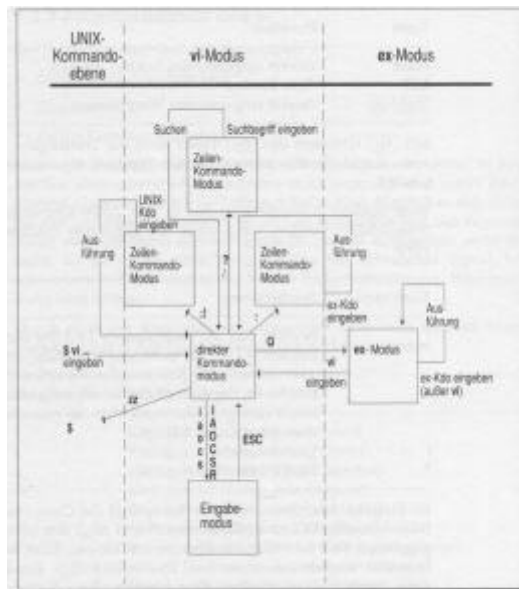 UNIX-
Kommando-
ebene
vi-Modus
ex-Modus
Suchen
Suchbegriff eingeben
Zeilen-
Kommando-
Modus
UNIX-
Kdo
eingeben
Aus-
führung
Zeilen-
Kommando-
Modus
?
/
Zeilen-
Kommando-
Modus
Aus-
führung
ex-Kdo
eingeben
:!
:
Aus-
führung
$ vi ...
eingeben
direkter
Kommando-
modus
Q
vi
eingeben
ex-Modus
ex-Kdo eingeben
(außer vi)
ZZ
$
i
a
o
c
s
I
A
O
C
S
R
ESC
Eingabe-
modus